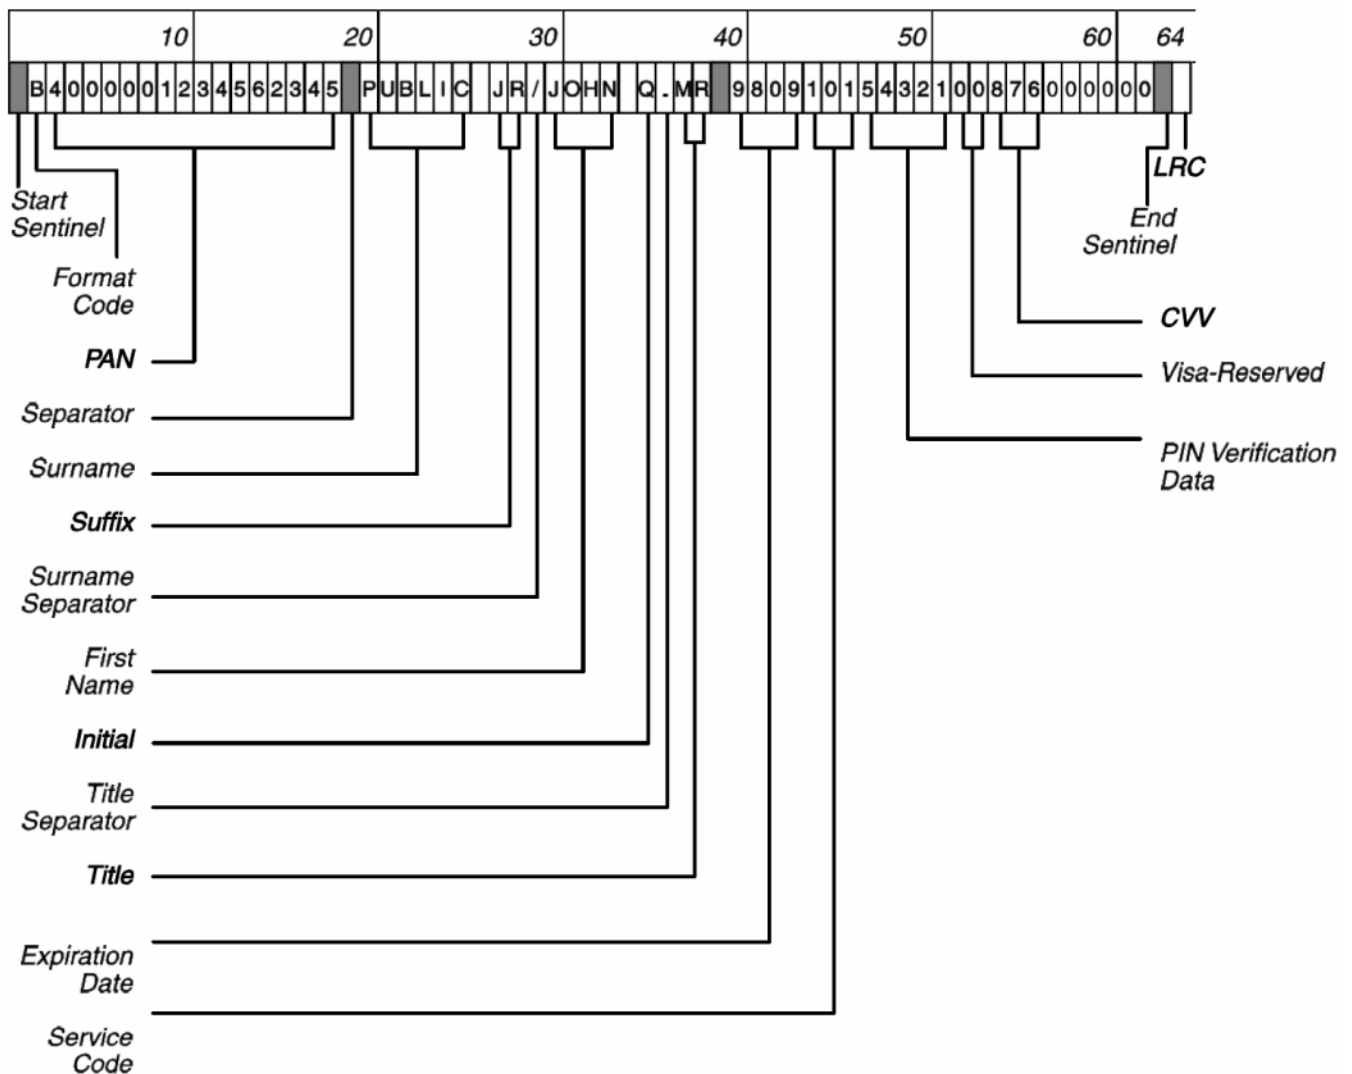 10 20 30 40 50 60 64
B4000001234562345 PUBLIC JR/JOHN Q.MR 98091015432100876000000
LRC
Start
Sentinel
End
Sentinel
Format
Code
CVV
PAN
Visa-Reserved
Separator
PIN Verification
Data
Surname
Suffix
Surname
Separator
First
Name
Initial
Title
Separator
Title
Expiration
Date
Service
Code